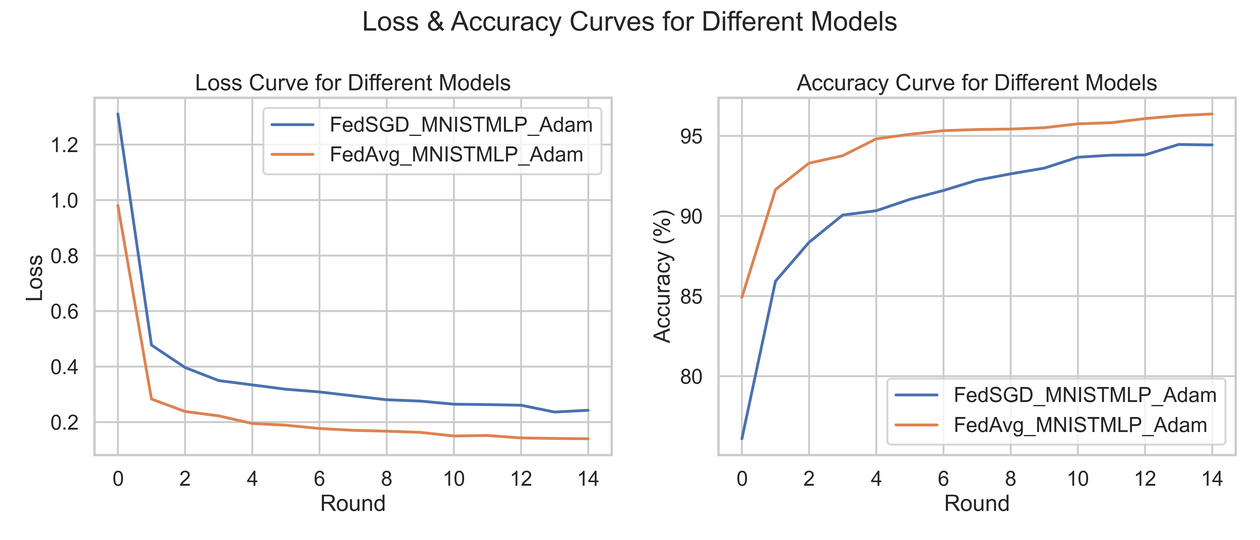 Loss & Accuracy Curves for Different Models
Loss Curve for Different Models
FedSGD_MNISTMLP_Adam
FedAvg_MNISTMLP_Adam
Loss
1.2
1.0
0.8
0.6
0.4
0.2
0 2 4 6 8 10 12 14
Round
Accuracy Curve for Different Models
Accuracy (%)
95
90
85
80
FedSGD_MNISTMLP_Adam
FedAvg_MNISTMLP_Adam
0 2 4 6 8 10 12 14
Round